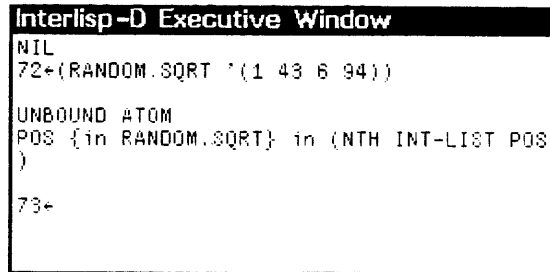 Interlisp-D Executive Window
NIL
72←(RANDOM.SQRT '(1 43 6 94))
UNBOUND ATOM
POS {in RANDOM.SQRT} in (NTH INT-LIST POS
)
73←